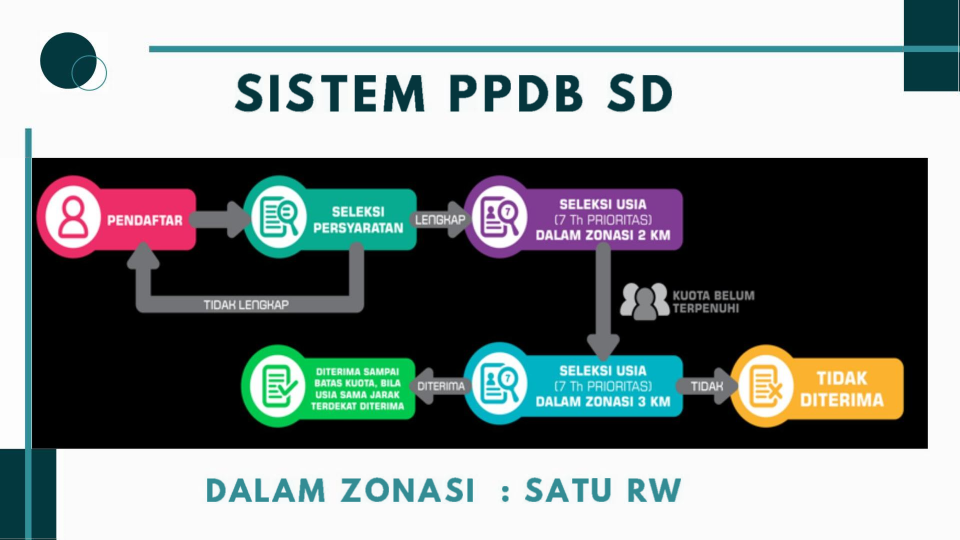 SISTEM PPDB SD
PENDAFTAR
SELEKSI
PERSYARATAN
LENGKAP
SELEKSI USIA
(7 Th PRIORITAS)
DALAM ZONASI 2 KM
7
TIDAK LENGKAP
KUOTA BELUM
TERPENUHI
DITERIMA SAMPAI
BATAS KUOTA, BILA
USIA SAMA JARAK
TERDEKAT DITERIMA
DITERIMA
7
SELEKSI USIA
(7 Th PRIORITAS)
DALAM ZONASI 3 KM
TIDAK
TIDAK
DITERIMA
DALAM ZONASI : SATU RW